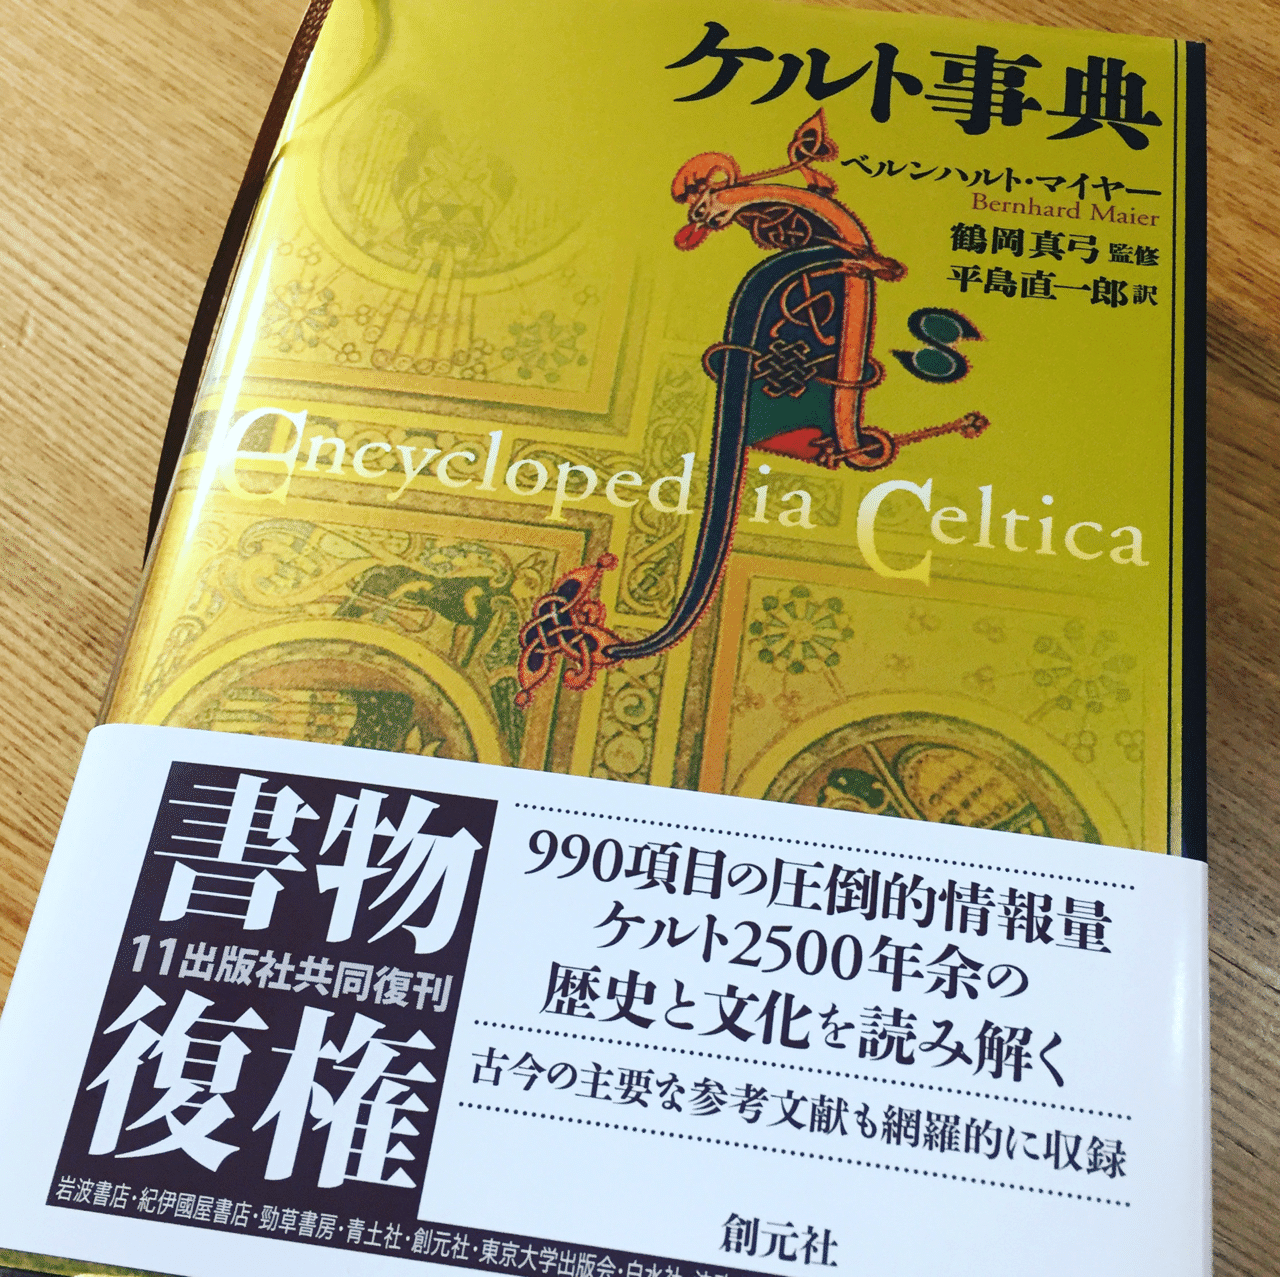 ケルト事典
ベルンハルト・マイヤー
Bernhard Maier
鶴岡真弓 監修
平島直一郎 訳
Encyclopedia Celtica
書物
11出版社共同復刊
復権
990項目の圧倒的情報量
ケルト2500年余の
歴史と文化を読み解く
古今の主要な参考文献も網羅的に収録
岩波書店・紀伊國屋書店・勁草書房・青土社・創元社・東京大学出版会・白水社・法政
創元社